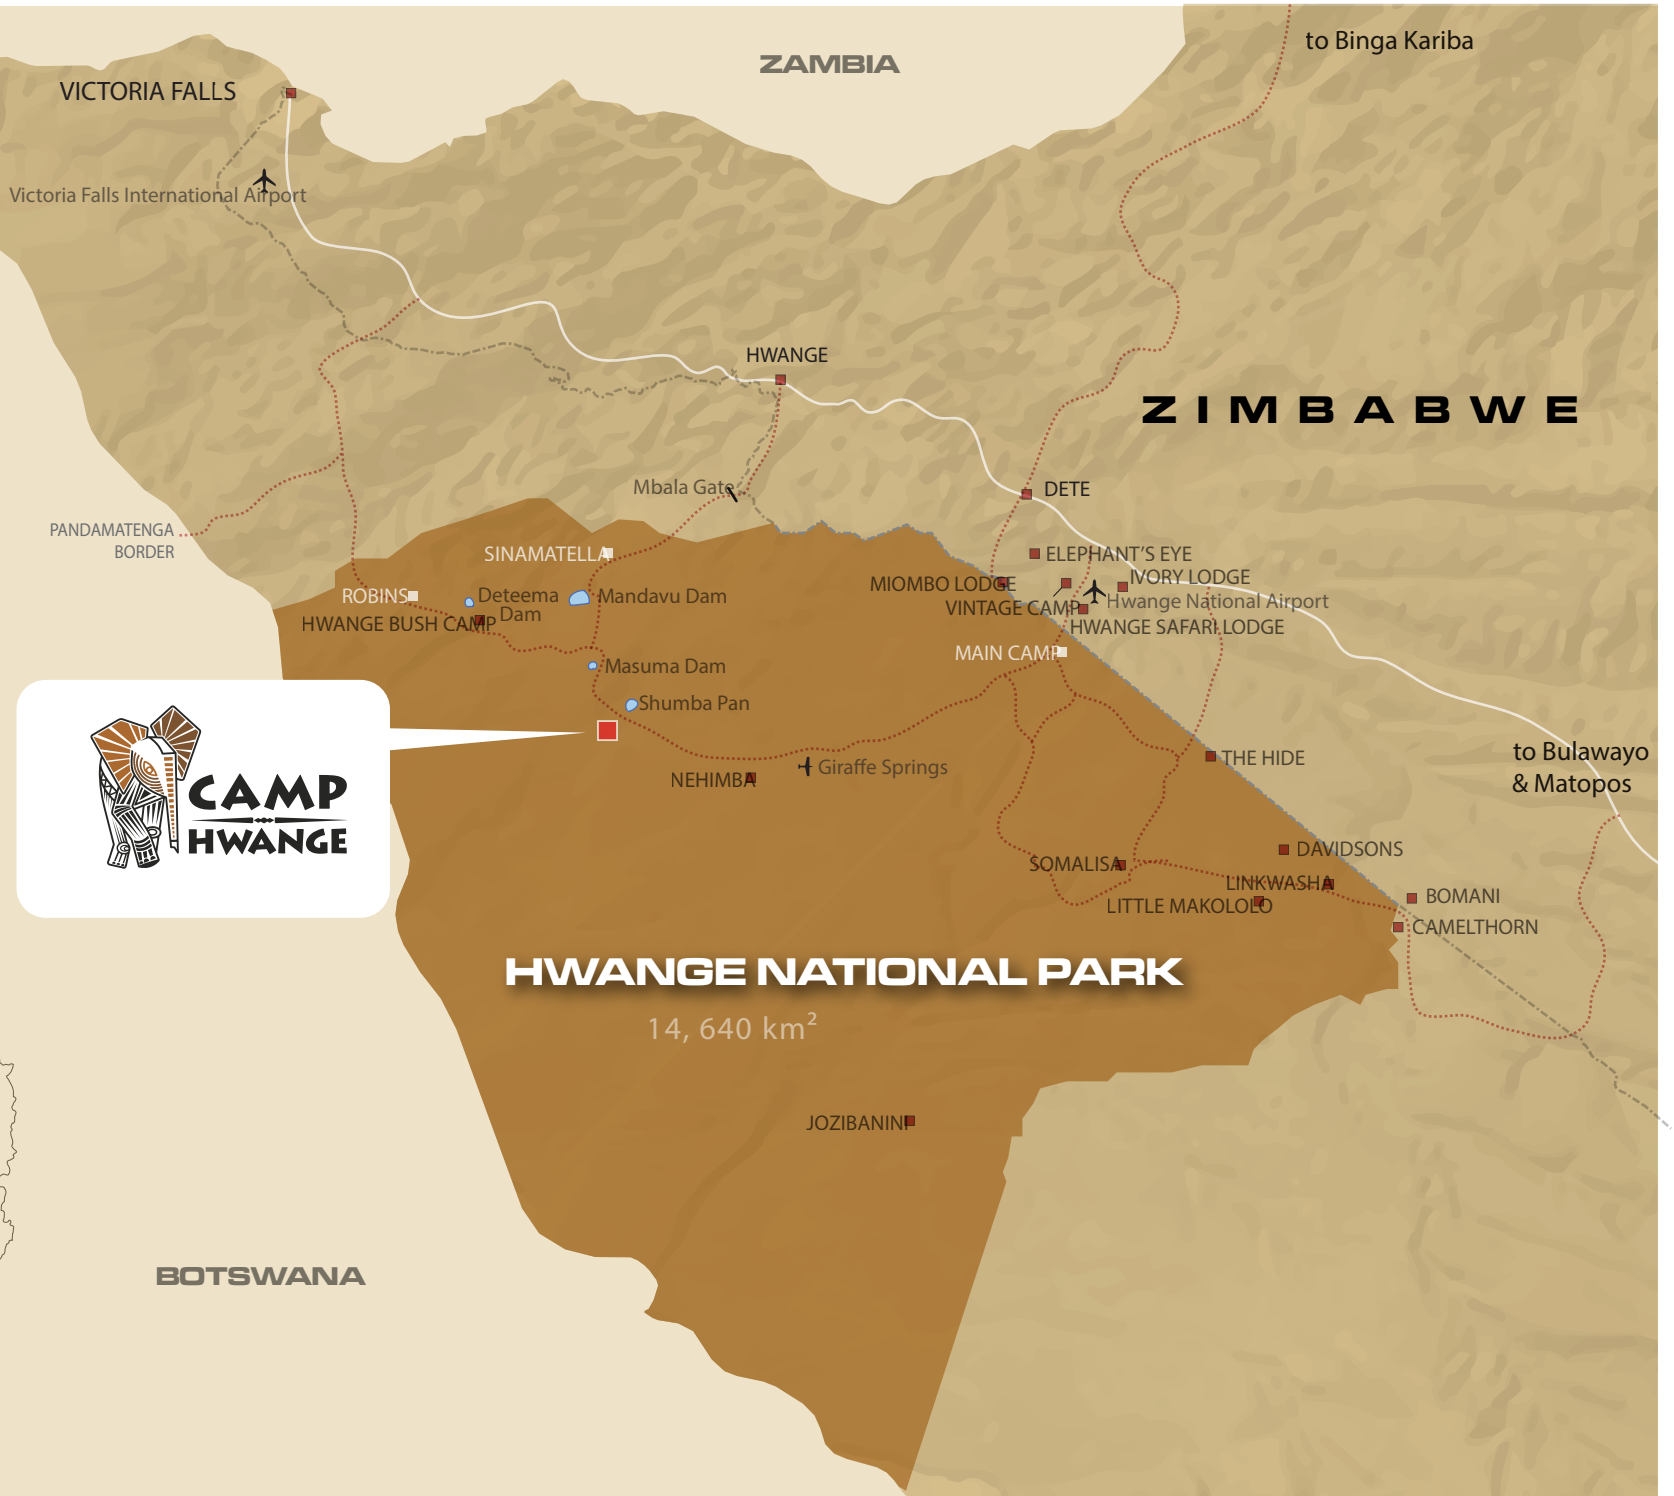 to Binga Kariba
ZAMBIA
VICTORIA FALLS
Victoria Falls International Airport
HWANGE
ZIMBABWE
Mbala Gate
DETE
PANDAMATENGA
BORDER
SINAMATELLA
ELEPHANT'S EYE
MIOMBO LODGE
IVORY LODGE
ROBINS
Deteema
Dam
Mandavu Dam
VINTAGE CAMP
Hwange National Airport
HWANGE BUSH CAMP
HWANGE SAFARI LODGE
MAIN CAMP
Masuma Dam
Shumba Pan
to Bulawayo
& Matopos
THE HIDE
Giraffe Springs
NEHIMBA
CAMP
HWANGE
DAVIDSONS
SOMALISA
LINKWASHA
BOMANI
LITTLE MAKOLOLO
CAMELTHORN
HWANGE NATIONAL PARK
14, 640 km²
JOZIBANINI
BOTSWANA